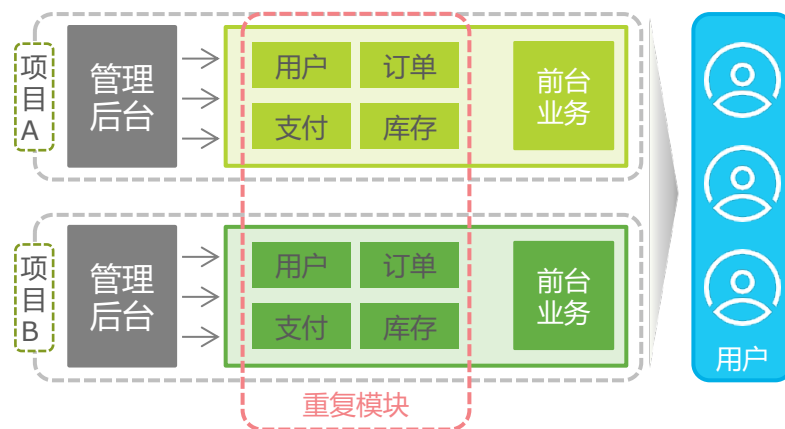 项
目
A
管理
后台
用户
订单
支付
库存
前台
业务
项
目
B
管理
后台
用户
订单
支付
库存
前台
业务
用户
重复模块